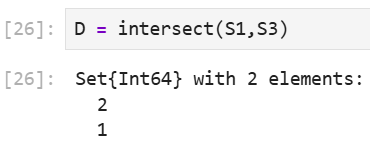 [26]: D = intersect(S1,S3)
[26]: Set{Int64} with 2 elements:
2
1